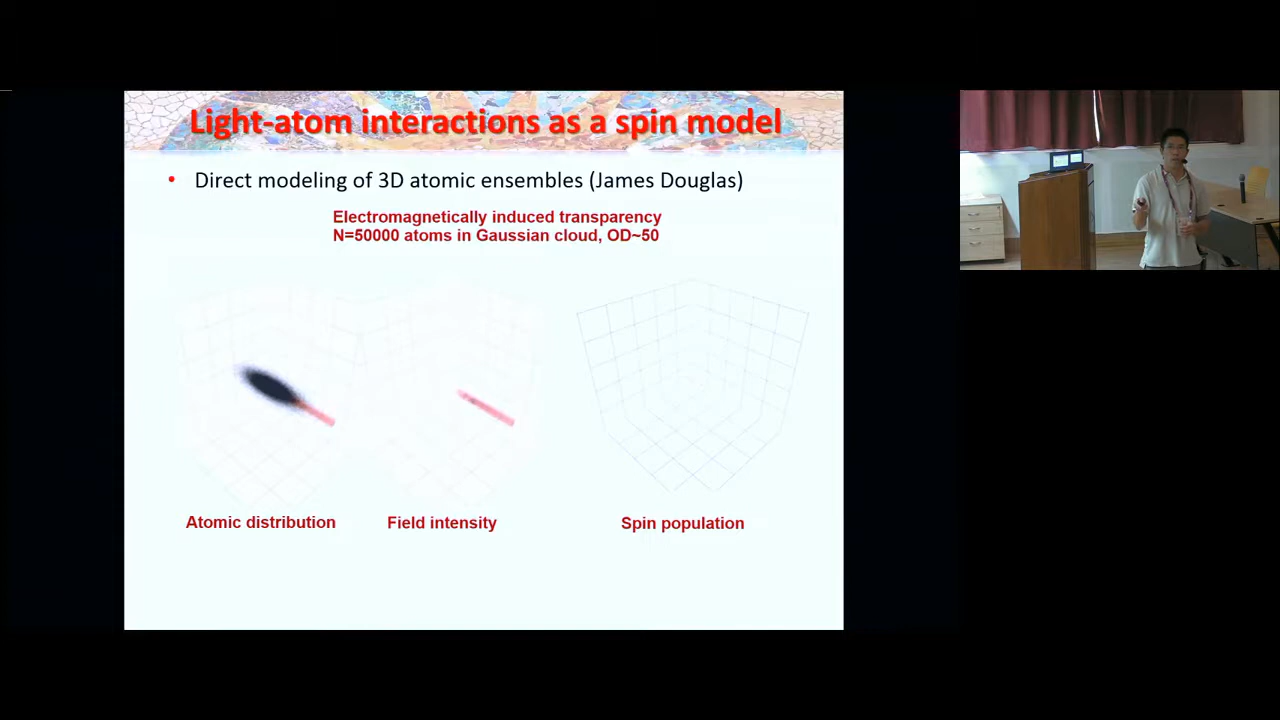 Light-atom interactions as a spin model
• Direct modeling of 3D atomic ensembles (James Douglas)
Electromagnetically induced transparency
N=50000 atoms in Gaussian cloud, OD~50
Atomic distribution
Field intensity
Spin population